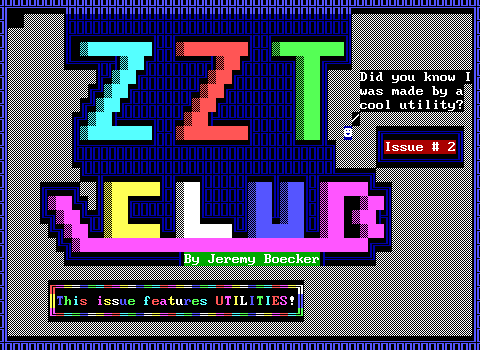 ZZT
Did you know I
was made by a
cool utility?
Issue # 2
CLUB
By Jeremy Boecker
This issue features UTILITIES!